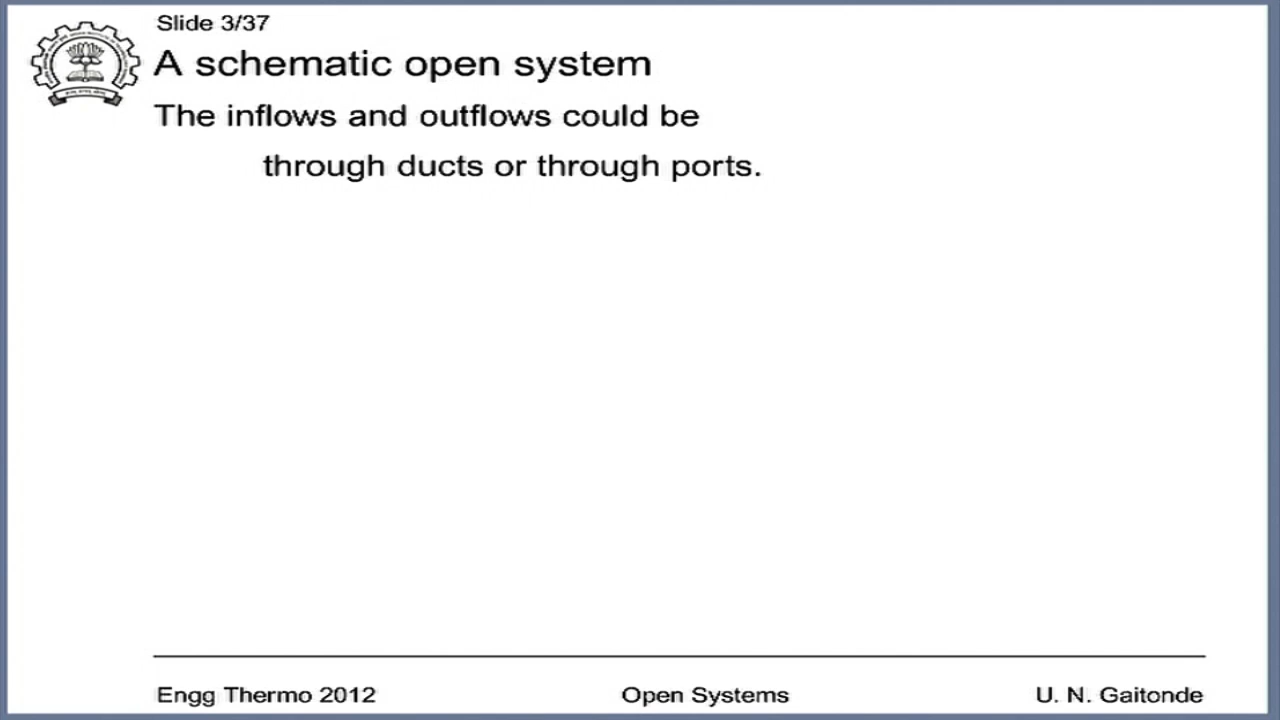 Slide 3/37
A schematic open system
The inflows and outflows could be
through ducts or through ports.
Engg Thermo 2012
Open Systems
U. N. Gaitonde